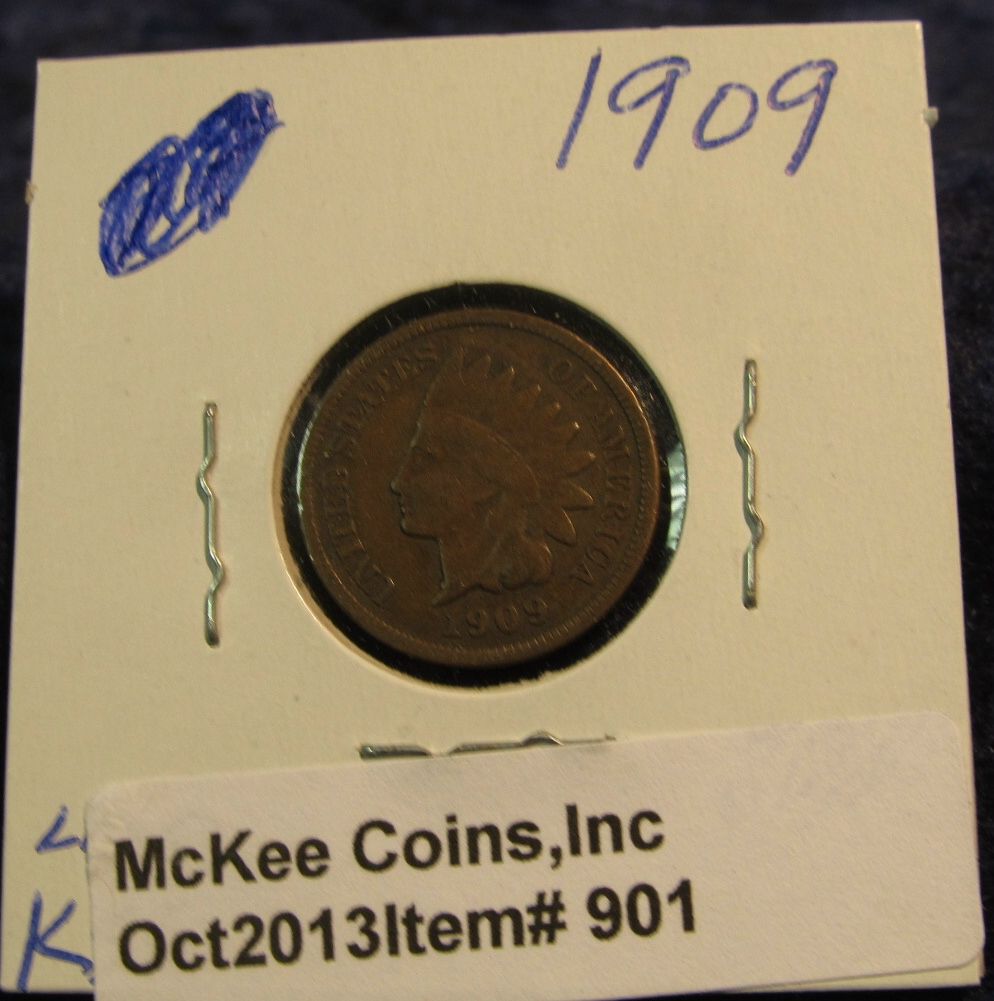 1909
UNITED STATES OF AMERICA
1909
K
McKee Coins,Inc
Oct2013Item# 901